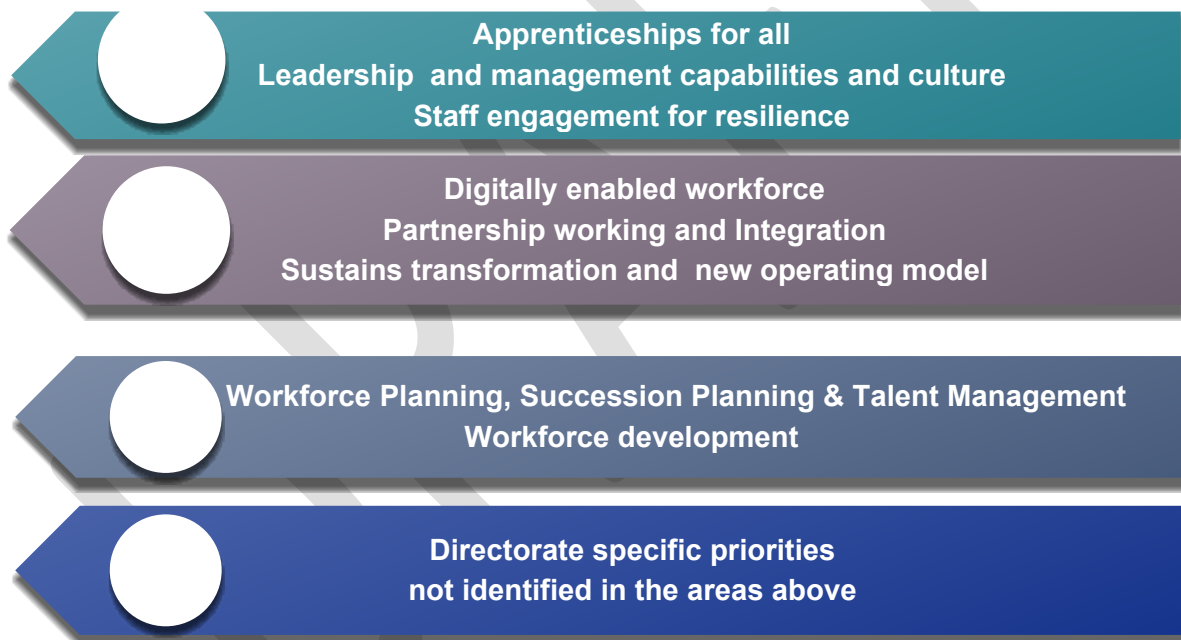 Apprenticeships for all
Leadership  and management capabilities and culture
Staff engagement for resilience
Digitally enabled workforce
Partnership working and Integration
Sustains transformation and  new operating model
Workforce Planning, Succession Planning & Talent Management
Workforce development
Directorate specific priorities
not identified in the areas above